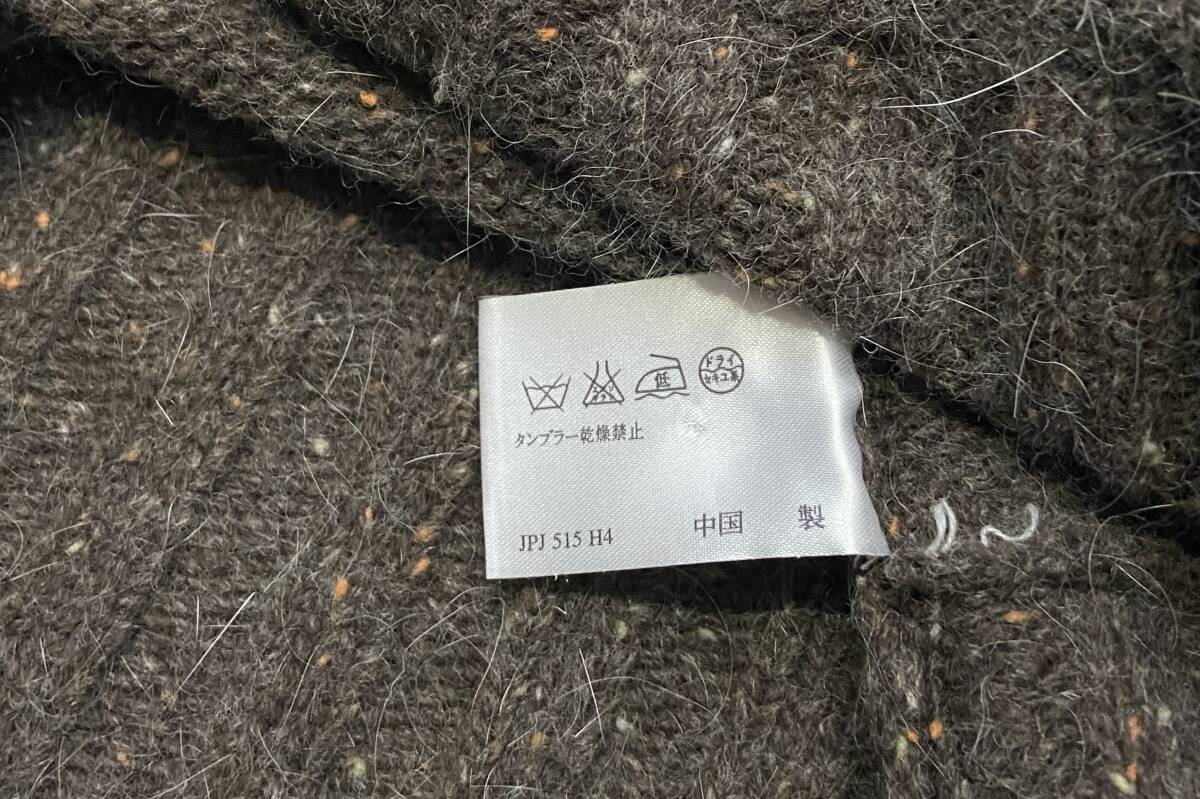 低 ドライ
セキユ系
タンブラー乾燥禁止
JPJ 515 H4 中国 製